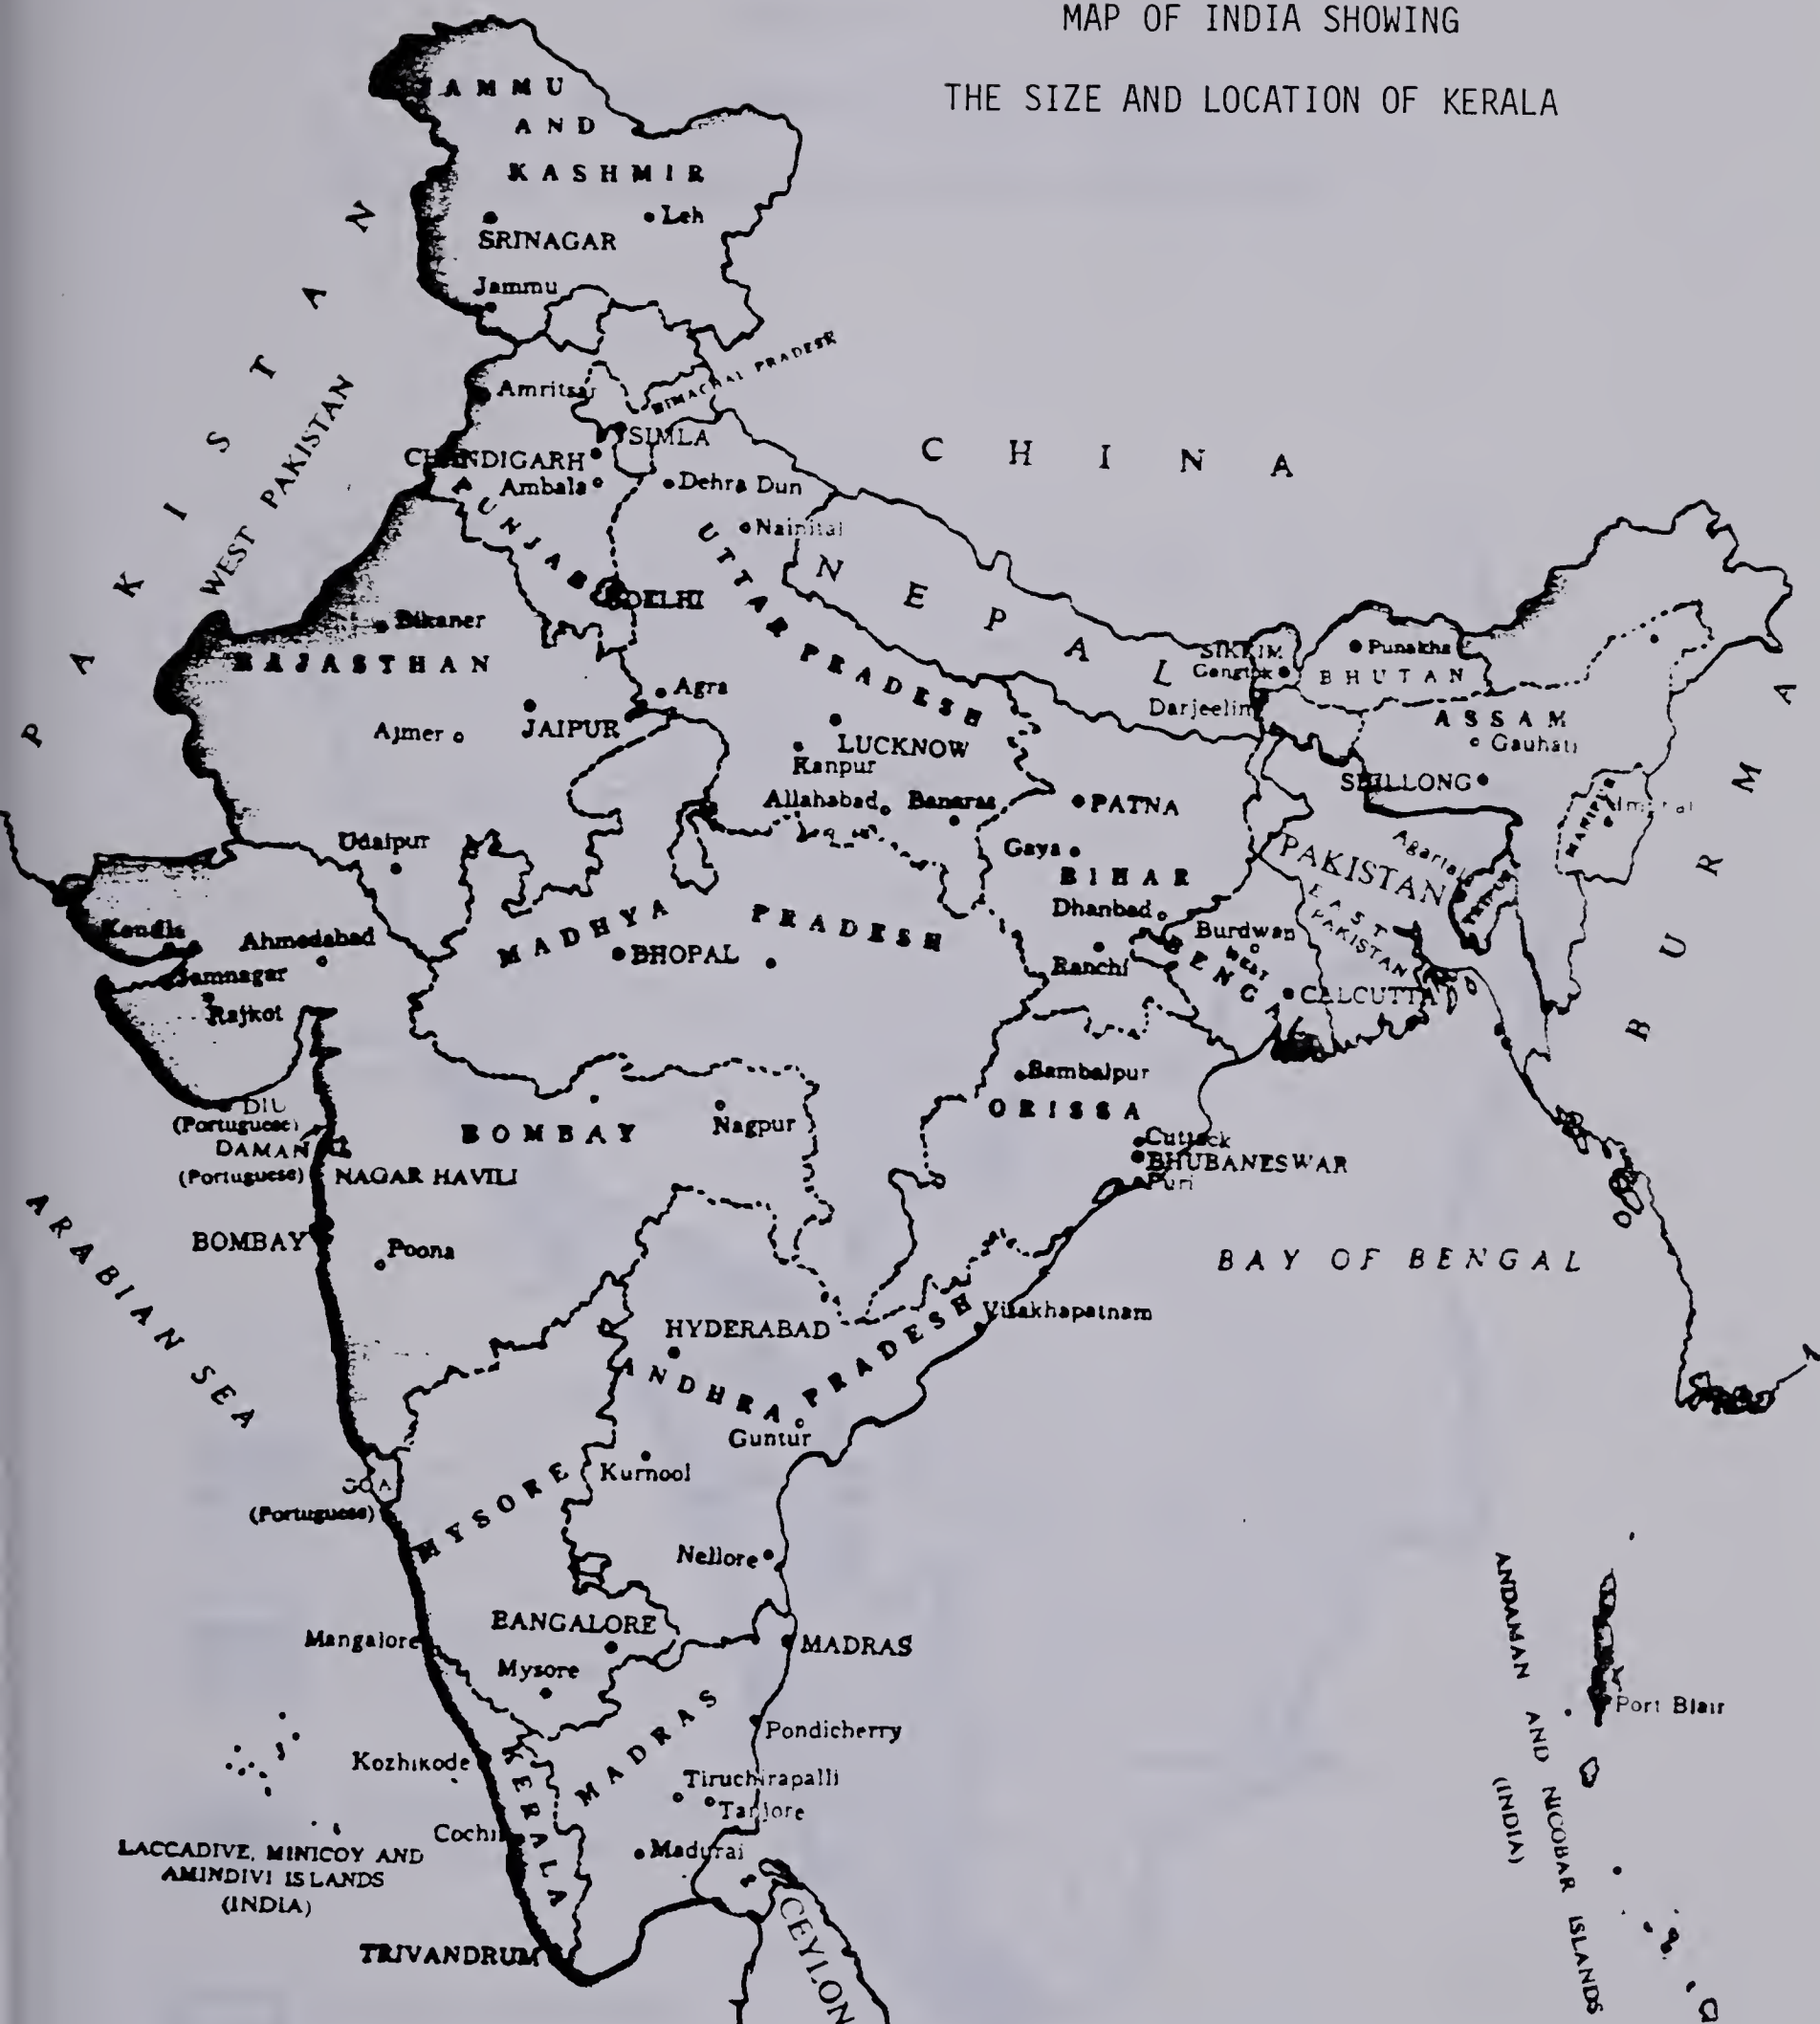 MAP OF INDIA SHOWING
THE SIZE AND LOCATION OF KERALA
JAMMU
AND
KASHMIR
Leh
SRINAGAR
Jammu
PAKISTAN
WEST PAKISTAN
HIMACHAL PRADESH
Amritsar
SIMLA
CHANDIGARH
Ambala
Dehra Dun
CHINA
PUNJAB
Nainital
NEPAL
DELHI
UTTAR PRADESH
Bikaner
RAJASTHAN
SIKKIM
Gangtok
Punakha
BHUTAN
Agra
Darjeelin
ASSAM
Gauhati
Ajmer
JAIPUR
LUCKNOW
Kanpur
SHILLONG
Allahabad
Banaras
PATNA
MANIPUR
Udaipur
Gaya
BIHAR
PAKISTAN
Agartala
EAST
PAKISTAN
BURMA
Kandla
Ahmedabad
MADHYA PRADESH
Dhanbad
Burdwan
WEST
BENGAL
BHOPAL
Ranchi
Jamnagar
Rajkot
CALCUTTA
Sambalpur
ORISSA
DIU
(Portuguese)
DAMAN
(Portuguese)
NAGAR HAVILI
BOMBAY
Nagpur
Cuttack
BHUBANESWAR
Puri
ARABIAN SEA
BOMBAY
Poona
BAY OF BENGAL
HYDERABAD
Visakhapatnam
ANDHRA PRADESH
Guntur
Kurnool
GOA
(Portuguese)
MYSORE
Nellore
BANGALORE
Mangalore
MADRAS
Mysore
ANDAMAN AND NICOBAR ISLANDS
(INDIA)
Port Blair
MADRAS
Pondicherry
Kozhikode
KERALA
Tiruchirapalli
Tanjore
Cochin
Madurai
LACCADIVE, MINICOY AND
AMINDIVI ISLANDS
(INDIA)
CEYLON
TRIVANDRUM